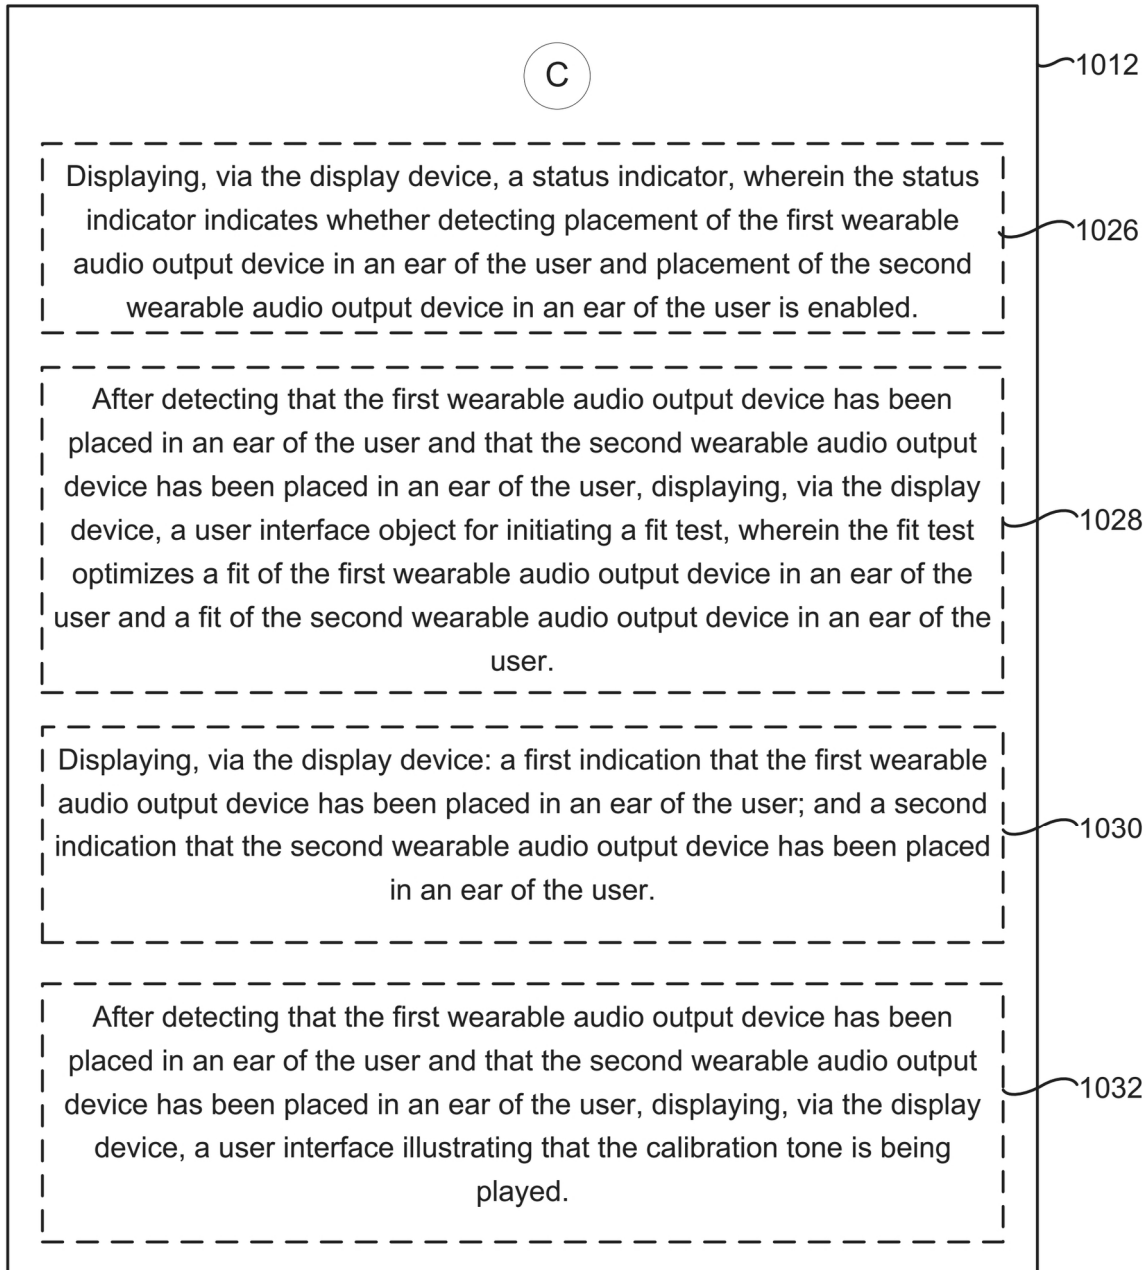 C
1012
Displaying, via the display device, a status indicator, wherein the status
indicator indicates whether detecting placement of the first wearable
audio output device in an ear of the user and placement of the second
wearable audio output device in an ear of the user is enabled.
1026
After detecting that the first wearable audio output device has been
placed in an ear of the user and that the second wearable audio output
device has been placed in an ear of the user, displaying, via the display
device, a user interface object for initiating a fit test, wherein the fit test
optimizes a fit of the first wearable audio output device in an ear of the
user and a fit of the second wearable audio output device in an ear of the
user.
1028
Displaying, via the display device: a first indication that the first wearable
audio output device has been placed in an ear of the user; and a second
indication that the second wearable audio output device has been placed
in an ear of the user.
1030
After detecting that the first wearable audio output device has been
placed in an ear of the user and that the second wearable audio output
device has been placed in an ear of the user, displaying, via the display
device, a user interface illustrating that the calibration tone is being
played.
1032